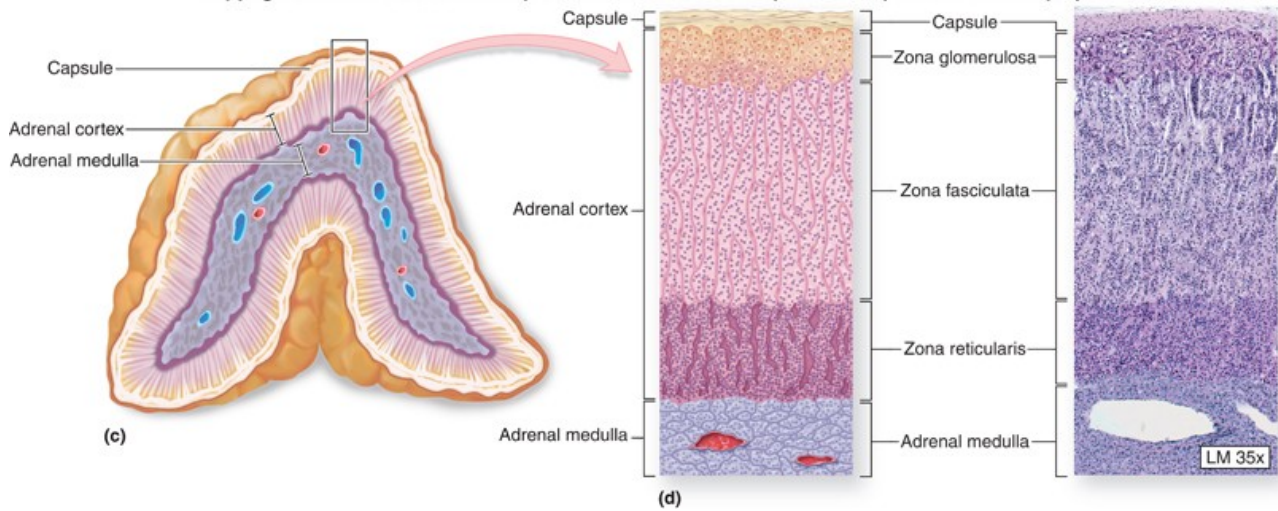 Capsule
Adrenal cortex
Adrenal medulla
(c)
Capsule
Adrenal cortex
Adrenal medulla
(d)
Capsule
Zona glomerulosa
Zona fasciculata
Zona reticularis
Adrenal medulla
LM 35x